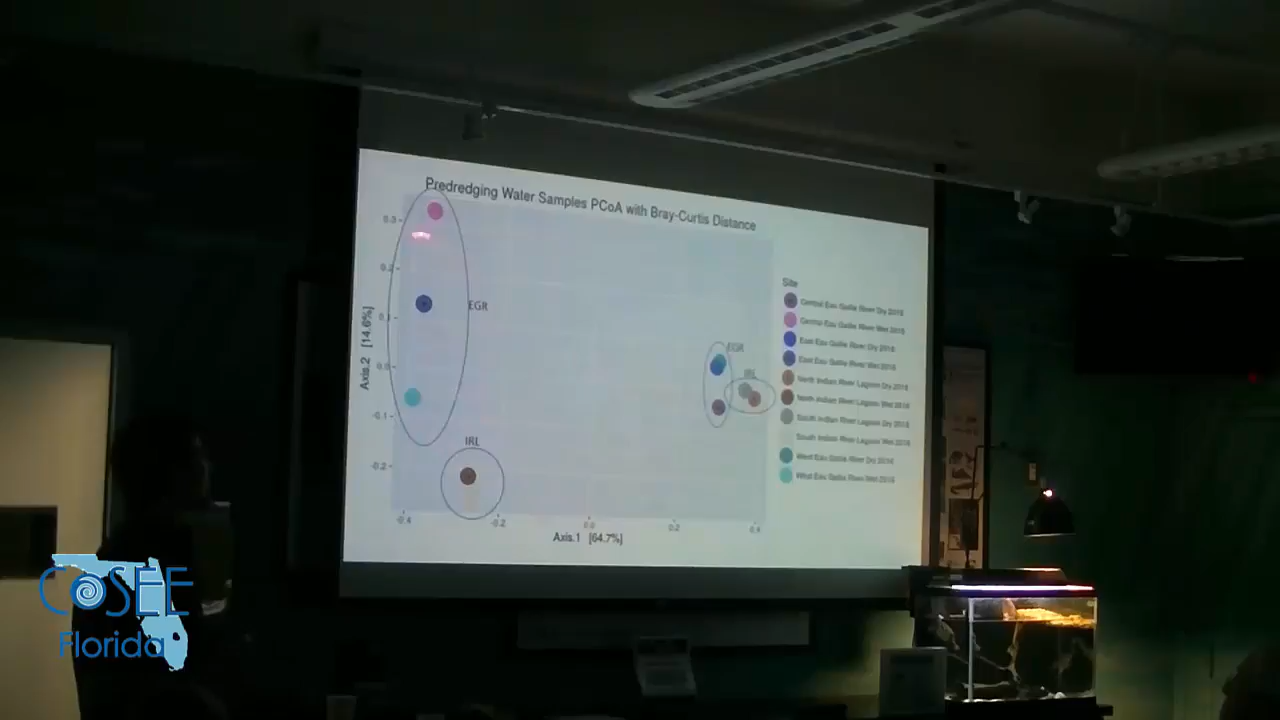 Predredging Water Samples PCoA with Bray-Curtis Distance
0.3
0.2
0.1
0.0
-0.1
-0.2
Axis.2 [14.6%]
EGR
EGR
IRL
IRL
-0.4
-0.2
0.0
0.2
0.4
Axis.1 [64.7%]
Site
Central Eau Gallie River Dry 2016
Central Eau Gallie River Wet 2016
East Eau Gallie River Dry 2016
East Eau Gallie River Wet 2016
North Indian River Lagoon Dry 2016
North Indian River Lagoon Wet 2016
South Indian River Lagoon Dry 2016
South Indian River Lagoon Wet 2016
West Eau Gallie River Dry 2016
West Eau Gallie River Wet 2016
COSEE
Florida